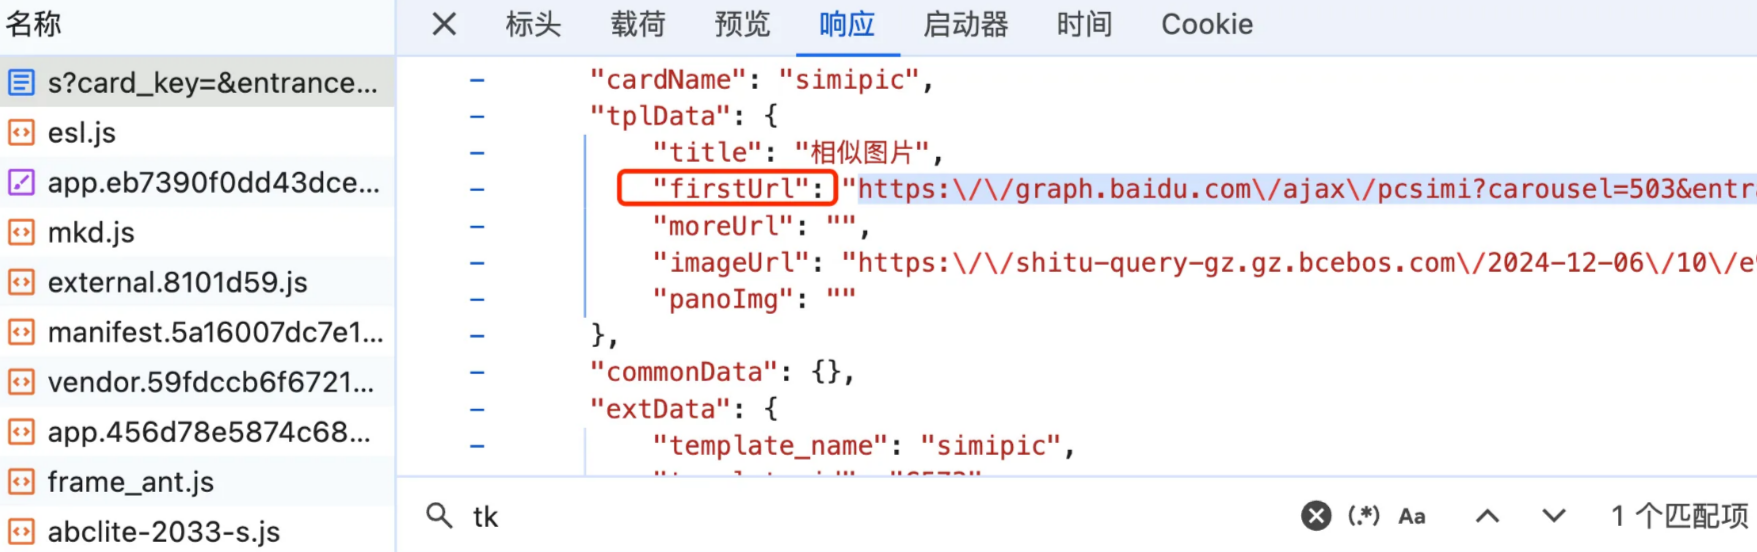 名称
s?card_key=&entrance...
esl.js
app.eb7390f0dd43dce...
mkd.js
external.8101d59.js
manifest.5a16007dc7e1...
vendor.59fdccb6f6721...
app.456d78e5874c68...
frame_ant.js
abclite-2033-s.js
标头 载荷 预览 响应 启动器 时间 Cookie
"cardName": "simipic",
"tplData": {
"title": "相似图片",
"firstUrl": "https:\/\/graph.baidu.com\/ajax\/pcsimi?carousel=503&entr
"moreUrl": "",
"imageUrl": "https:\/\/shitu-query-gz.gz.bcebos.com\/2024-12-06\/10\/e
"panoImg": ""
},
"commonData": {},
"extData": {
"template_name": "simipic",
tk
(.*) Aa 1 个匹配项